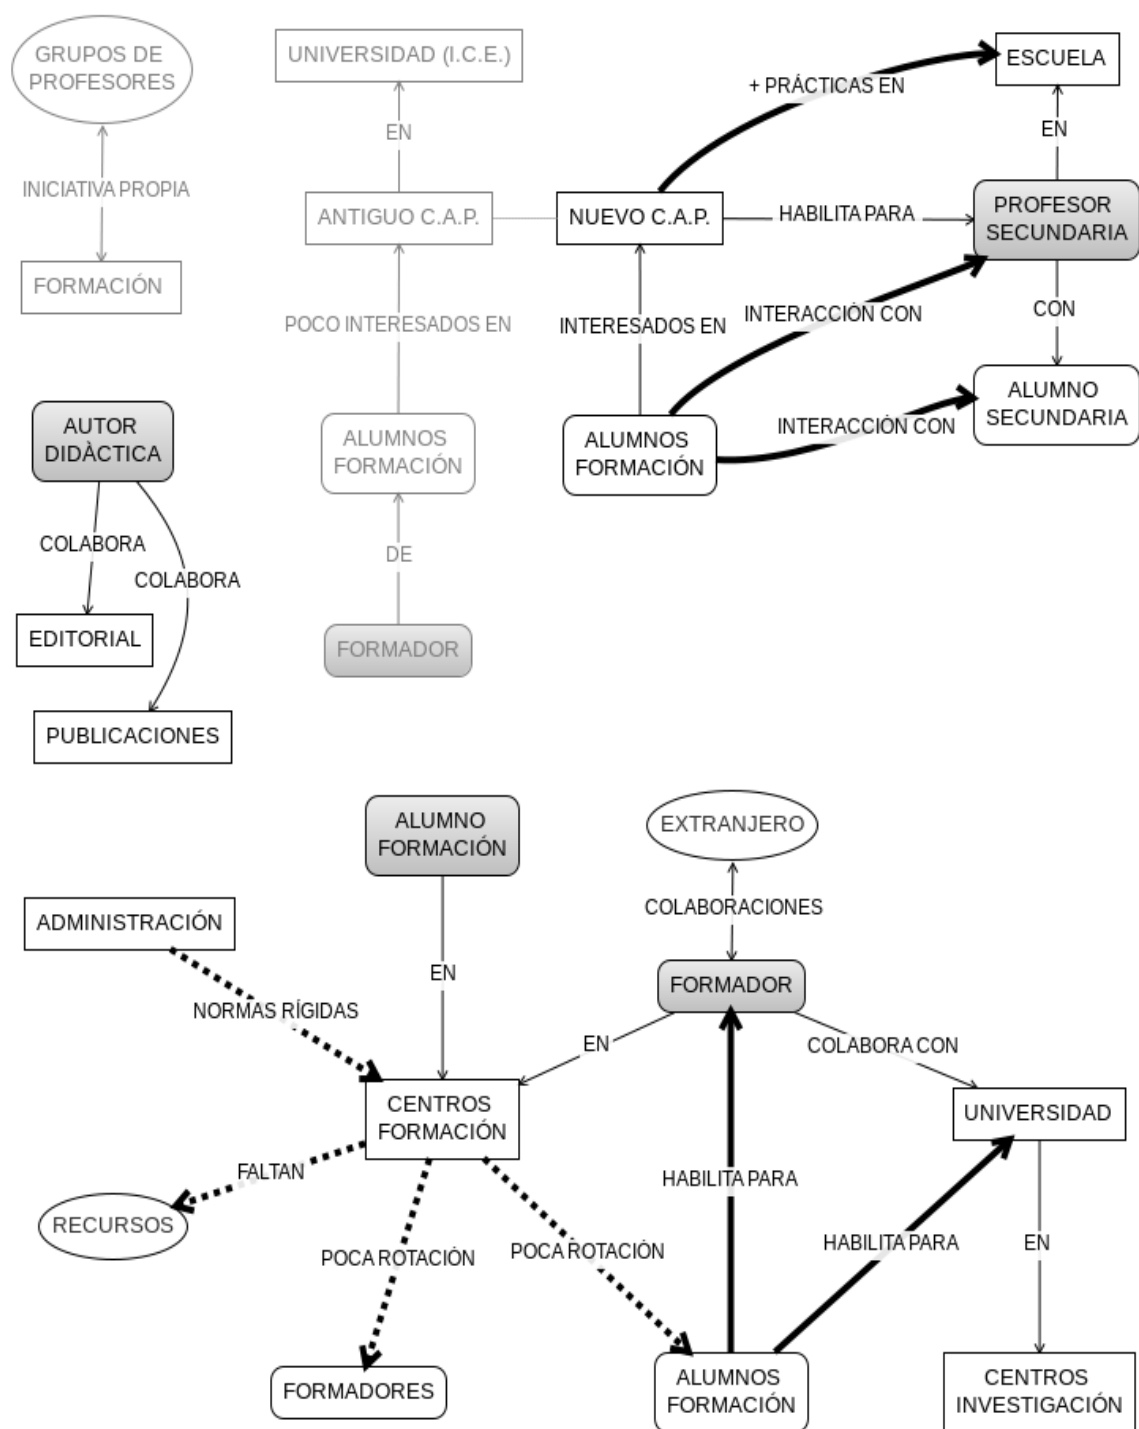 GRUPOS DE
PROFESORES
INICIATIVA PROPIA
FORMACIÓN
UNIVERSIDAD (I.C.E.)
EN
ANTIGUO C.A.P.
POCO INTERESADOS EN
ALUMNOS
FORMACIÓN
DE
FORMADOR
ESCUELA
+ PRÁCTICAS EN
EN
NUEVO C.A.P.
HABILITA PARA
PROFESOR
SECUNDARIA
INTERACCIÓN CON
INTERESADOS EN
CON
ALUMNO
SECUNDARIA
INTERACCIÓN CON
ALUMNOS
FORMACIÓN
AUTOR
DIDÀCTICA
COLABORA
COLABORA
EDITORIAL
PUBLICACIONES
ALUMNO
FORMACIÓN
EXTRANJERO
COLABORACIONES
ADMINISTRACIÓN
EN
FORMADOR
NORMAS RÍGIDAS
EN
COLABORA CON
CENTROS
FORMACIÓN
UNIVERSIDAD
FALTAN
HABILITA PARA
RECURSOS
POCA ROTACIÓN
POCA ROTACIÓN
HABILITA PARA
EN
FORMADORES
ALUMNOS
FORMACIÓN
CENTROS
INVESTIGACIÓN